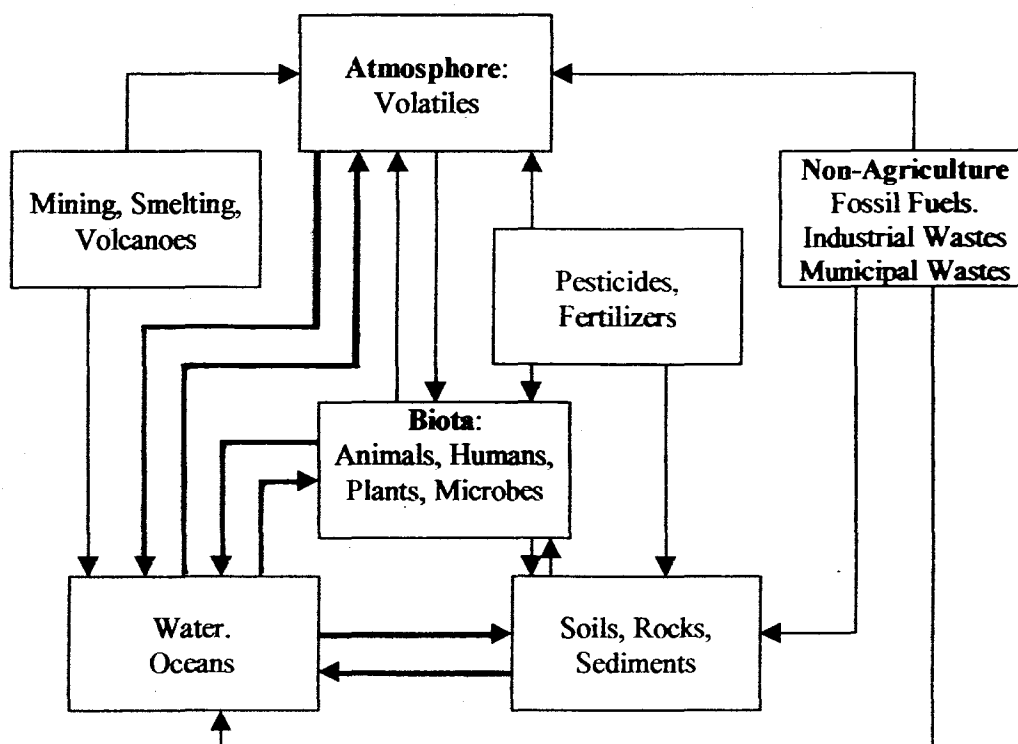 Atmosphore:
Volatiles
Mining, Smelting,
Volcanoes
Non-Agriculture
Fossil Fuels.
Industrial Wastes
Municipal Wastes
Pesticides,
Fertilizers
Biota:
Animals, Humans,
Plants, Microbes
Water.
Oceans
Soils, Rocks,
Sediments